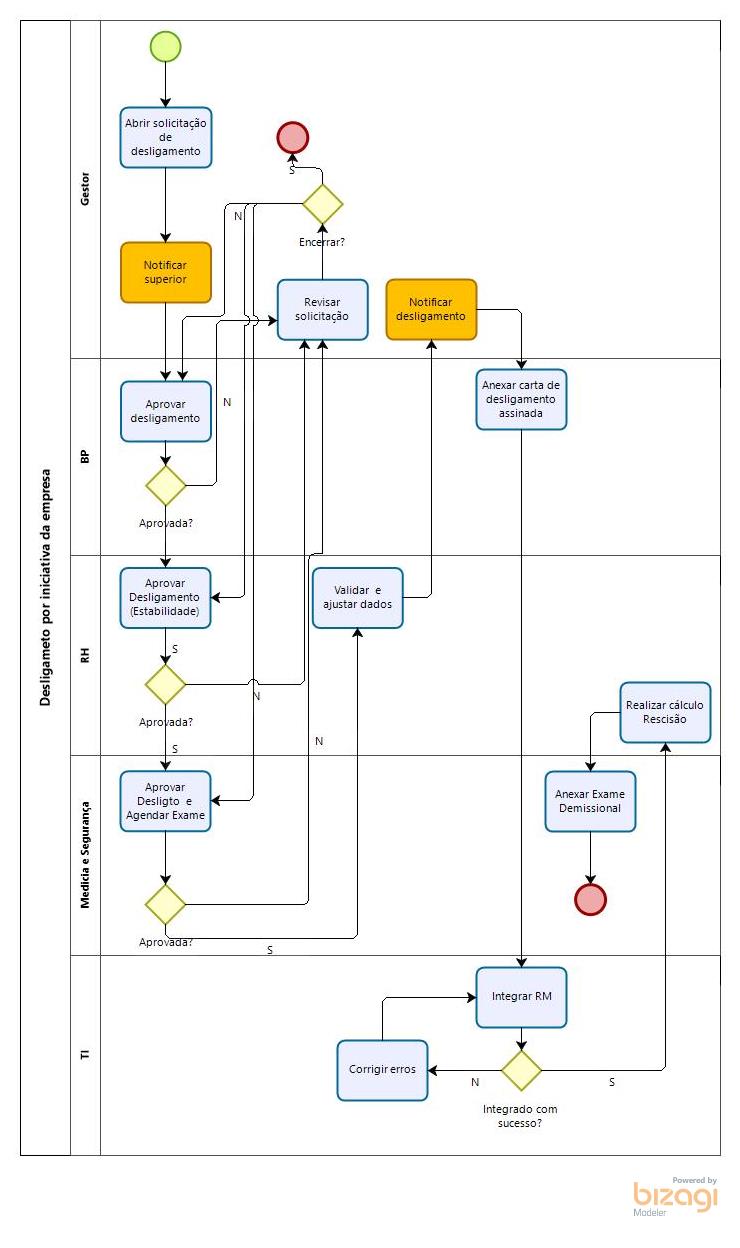 Desligameto por iniciativa da empresa
Gestor
Abrir solicitação
de
desligamento
S
N
Encerrar?
Notificar
superior
Revisar
solicitação
Notificar
desligamento
BP
Aprovar
desligamento
N
Anexar carta de
desligamento
assinada
Aprovada?
RH
Aprovar
Desligamento
(Estabilidade)
Validar e
ajustar dados
S
N
Aprovada?
Realizar cálculo
Rescisão
N
S
Medicia e Segurança
Aprovar
Desligto e
Agendar Exame
Anexar Exame
Demissional
Aprovada?
S
TI
Integrar RM
Corrigir erros
N
S
Integrado com
sucesso?
Powered by
bizagi
Modeler